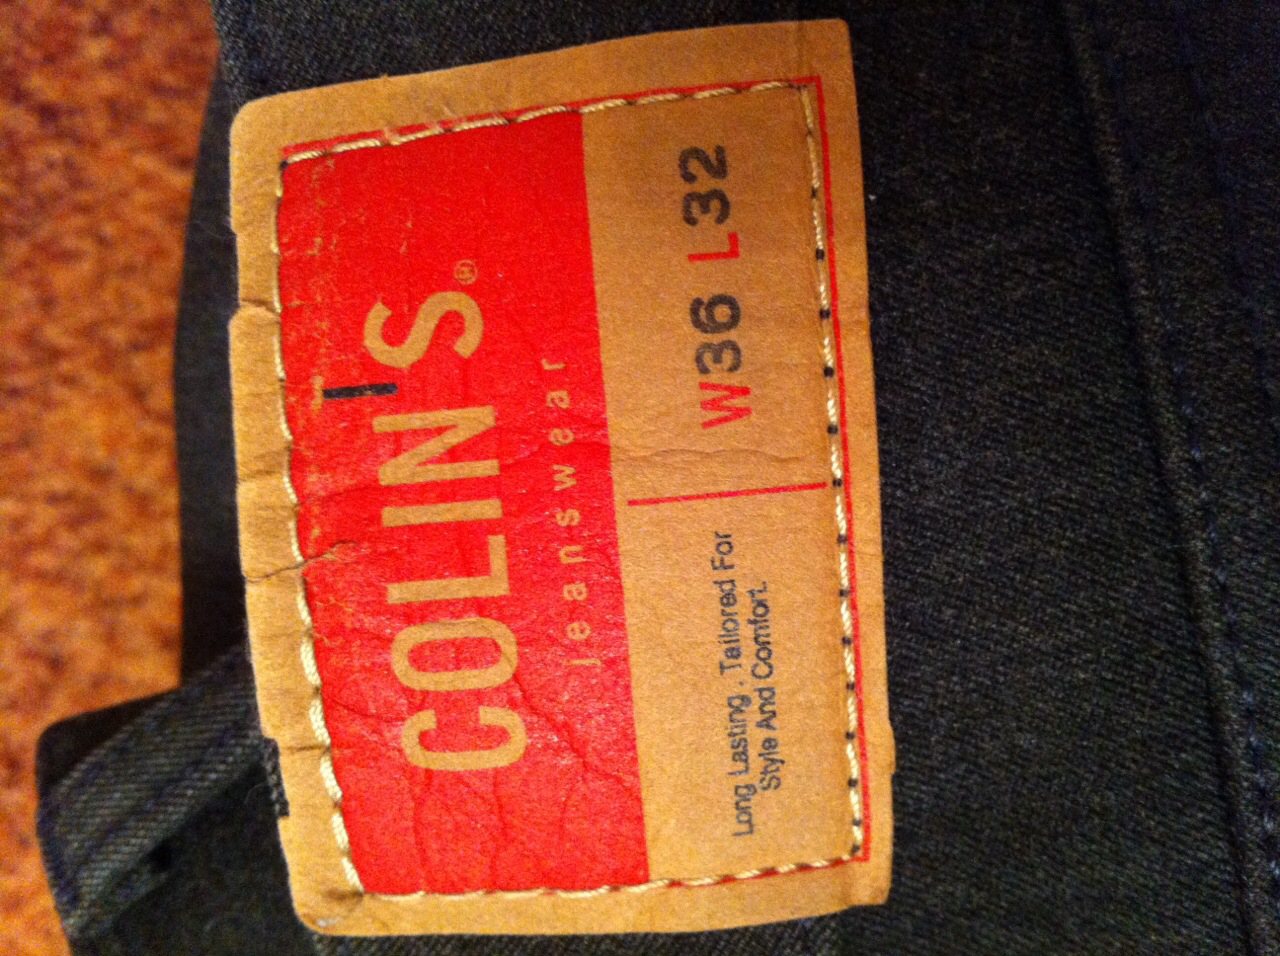 COLIN'S®
jeanswear
Long Lasting . Tailored For
Style And Comfort.
W36 L32